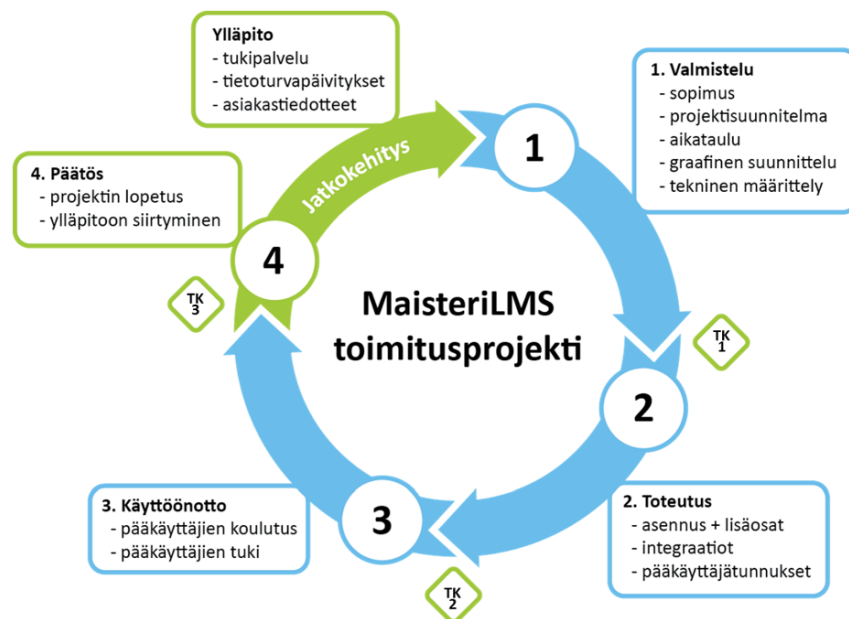 Ylläpito
- tukipalvelu
- tietoturvapäivitykset
- asiakastiedotteet
1. Valmistelu
- sopimus
- projektisuunnitelma
- aikataulu
- graafinen suunnittelu
- tekninen määrittely
4. Päätös
- projektin lopetus
- ylläpitoon siirtyminen
Jatkokehitys
1
4
TK
3
MaisteriLMS
toimitusprojekti
TK
1
2
3. Käyttöönotto
- pääkäyttäjien koulutus
- pääkäyttäjien tuki
3
2. Toteutus
- asennus + lisäosat
- integraatiot
- pääkäyttäjätunnukset
TK
2